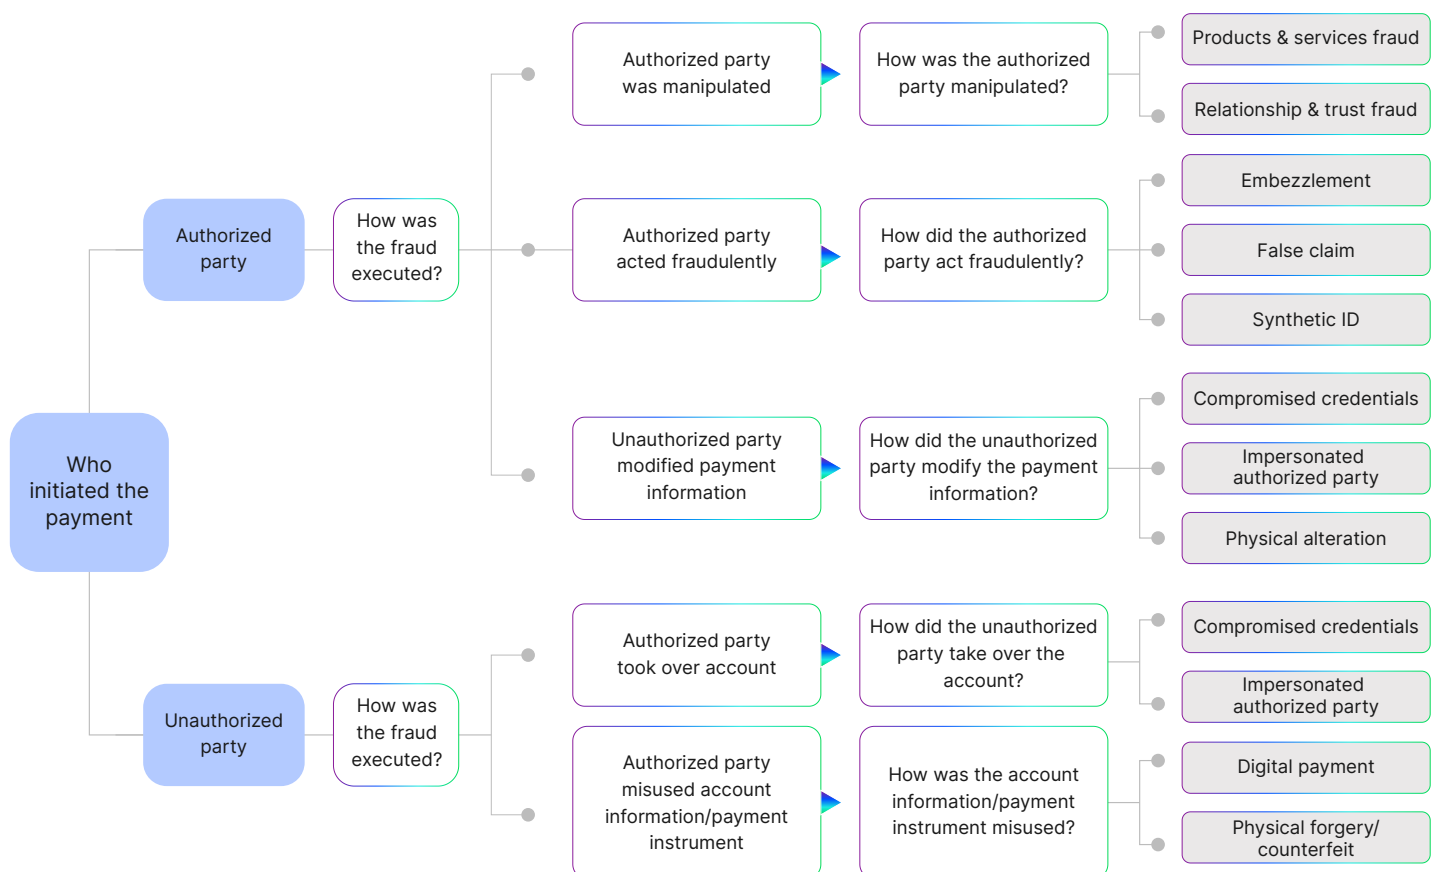 Who
initiated the
payment
Authorized
party
How was
the fraud
executed?
Authorized party
was manipulated
How was the authorized
party manipulated?
Products & services fraud
Relationship & trust fraud
Authorized party
acted fraudulently
How did the authorized
party act fraudulently?
Embezzlement
False claim
Synthetic ID
Unauthorized party
modified payment
information
How did the unauthorized
party modify the payment
information?
Compromised credentials
Impersonated
authorized party
Physical alteration
Unauthorized
party
How was
the fraud
executed?
Authorized party
took over account
How did the unauthorized
party take over the
account?
Compromised credentials
Impersonated
authorized party
Authorized party
misused account
information/payment
instrument
How was the account
information/payment
instrument misused?
Digital payment
Physical forgery/
counterfeit